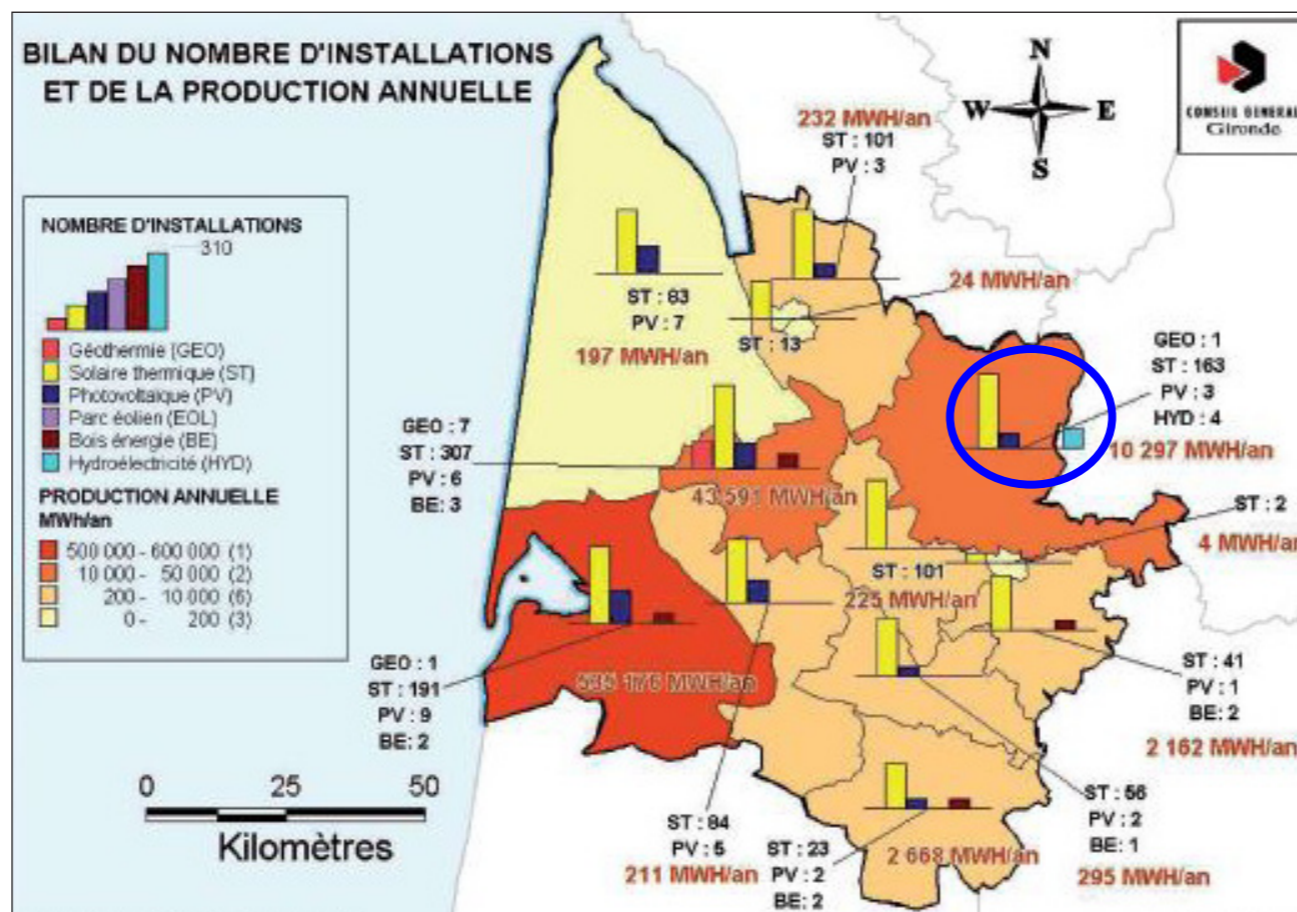 BILAN DU NOMBRE D'INSTALLATIONS
ET DE LA PRODUCTION ANNUELLE
N
W
E
S
CONSEIL GENERAL
Gironde
232 MWH/an
ST : 101
PV : 3
NOMBRE D'INSTALLATIONS
310
Géothermie (GEO)
Solaire thermique (ST)
Photovoltaïque (PV)
Parc éolien (EOL)
Bois énergie (BE)
Hydroélectricité (HYD)
PRODUCTION ANNUELLE
MWh/an
500 000 - 600 000 (1)
10 000 - 50 000 (2)
200 - 10 000 (6)
0 - 200 (3)
ST : 83
PV : 7
197 MWH/an
24 MWH/an
ST : 13
GEO : 1
ST : 163
PV : 3
HYD : 4
10 297 MWH/an
GEO : 7
ST : 307
PV : 6
BE : 3
43 591 MWH/an
ST : 2
4 MWH/an
ST : 101
225 MWH/an
GEO : 1
ST : 191
PV : 9
BE: 2
535 176 MWH/an
ST : 41
PV : 1
BE : 2
2 162 MWH/an
0 25 50
Kilomètres
ST : 84
PV : 5
211 MWH/an
ST : 23
PV : 2
BE : 2
2 668 MWH/an
ST : 56
PV : 2
BE : 1
295 MWH/an